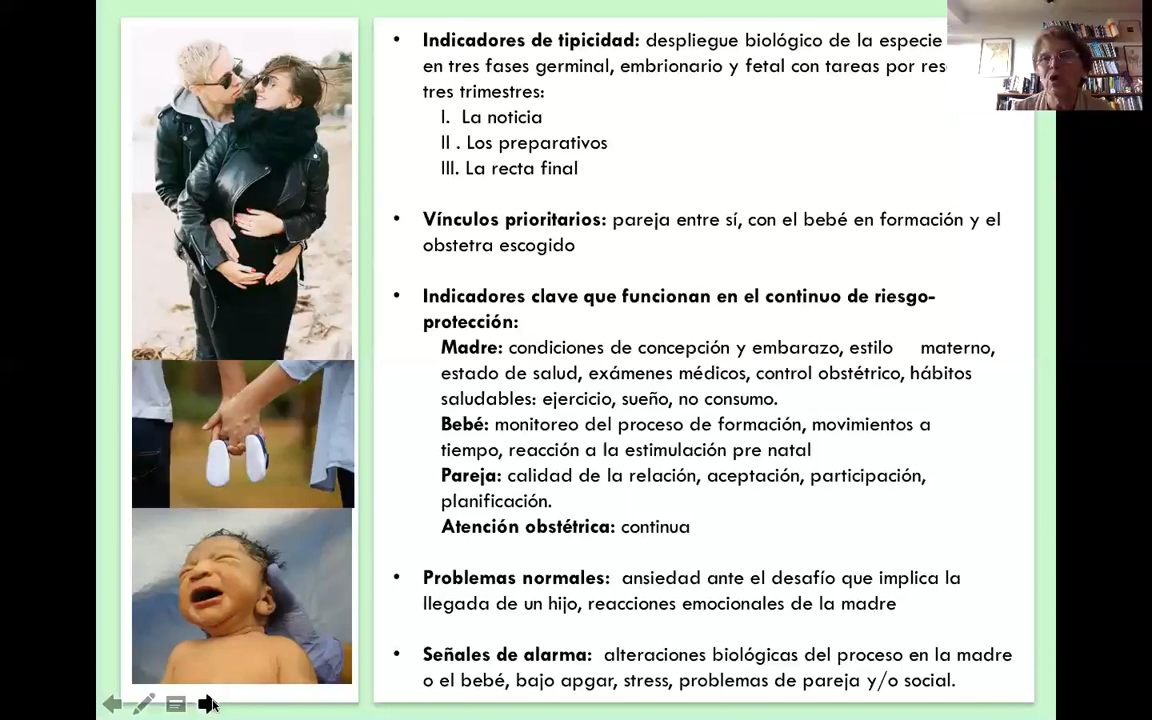 • Indicadores de tipicidad: despliegue biológico de la especie
en tres fases germinal, embrionario y fetal con tareas por
tres trimestres:
I. La noticia
II . Los preparativos
III. La recta final
• Vínculos prioritarios: pareja entre sí, con el bebé en formación y el
obstetra escogido
• Indicadores clave que funcionan en el continuo de riesgo-
protección:
Madre: condiciones de concepción y embarazo, estilo materno,
estado de salud, exámenes médicos, control obstétrico, hábitos
saludables: ejercicio, sueño, no consumo.
Bebé: monitoreo del proceso de formación, movimientos a
tiempo, reacción a la estimulación pre natal
Pareja: calidad de la relación, aceptación, participación,
planificación.
Atención obstétrica: continua
• Problemas normales: ansiedad ante el desafío que implica la
llegada de un hijo, reacciones emocionales de la madre
• Señales de alarma: alteraciones biológicas del proceso en la madre
o el bebé, bajo apgar, stress, problemas de pareja y/o social.